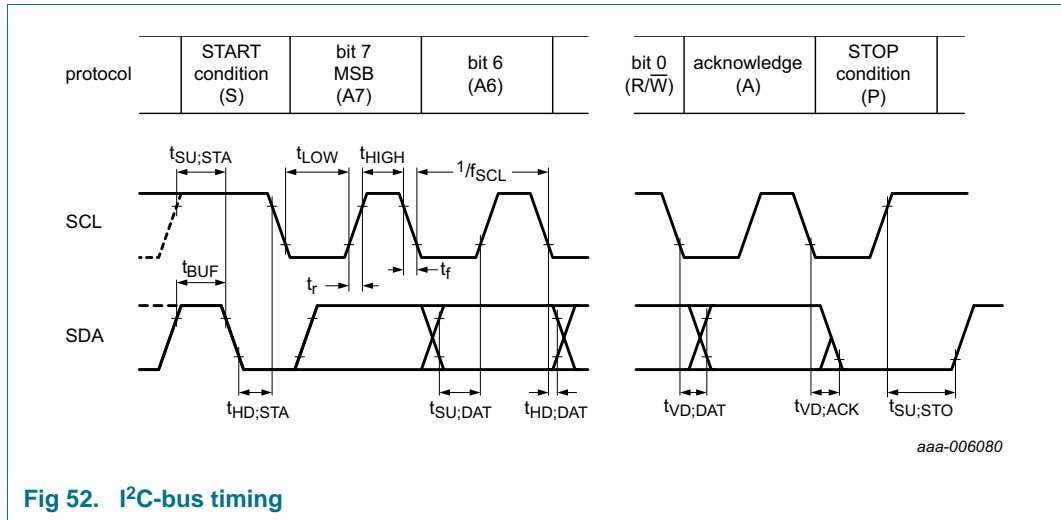 protocol
START
condition
(S)
bit 7
MSB
(A7)
bit 6
(A6)
bit 0
(R/W̅)
acknowledge
(A)
STOP
condition
(P)
tSU;STA
tLOW
tHIGH
1/fSCL
SCL
tBUF
tr
tf
SDA
tHD;STA
tSU;DAT
tHD;DAT
tVD;DAT
tVD;ACK
tSU;STO
aaa-006080
Fig 52. I²C-bus timing